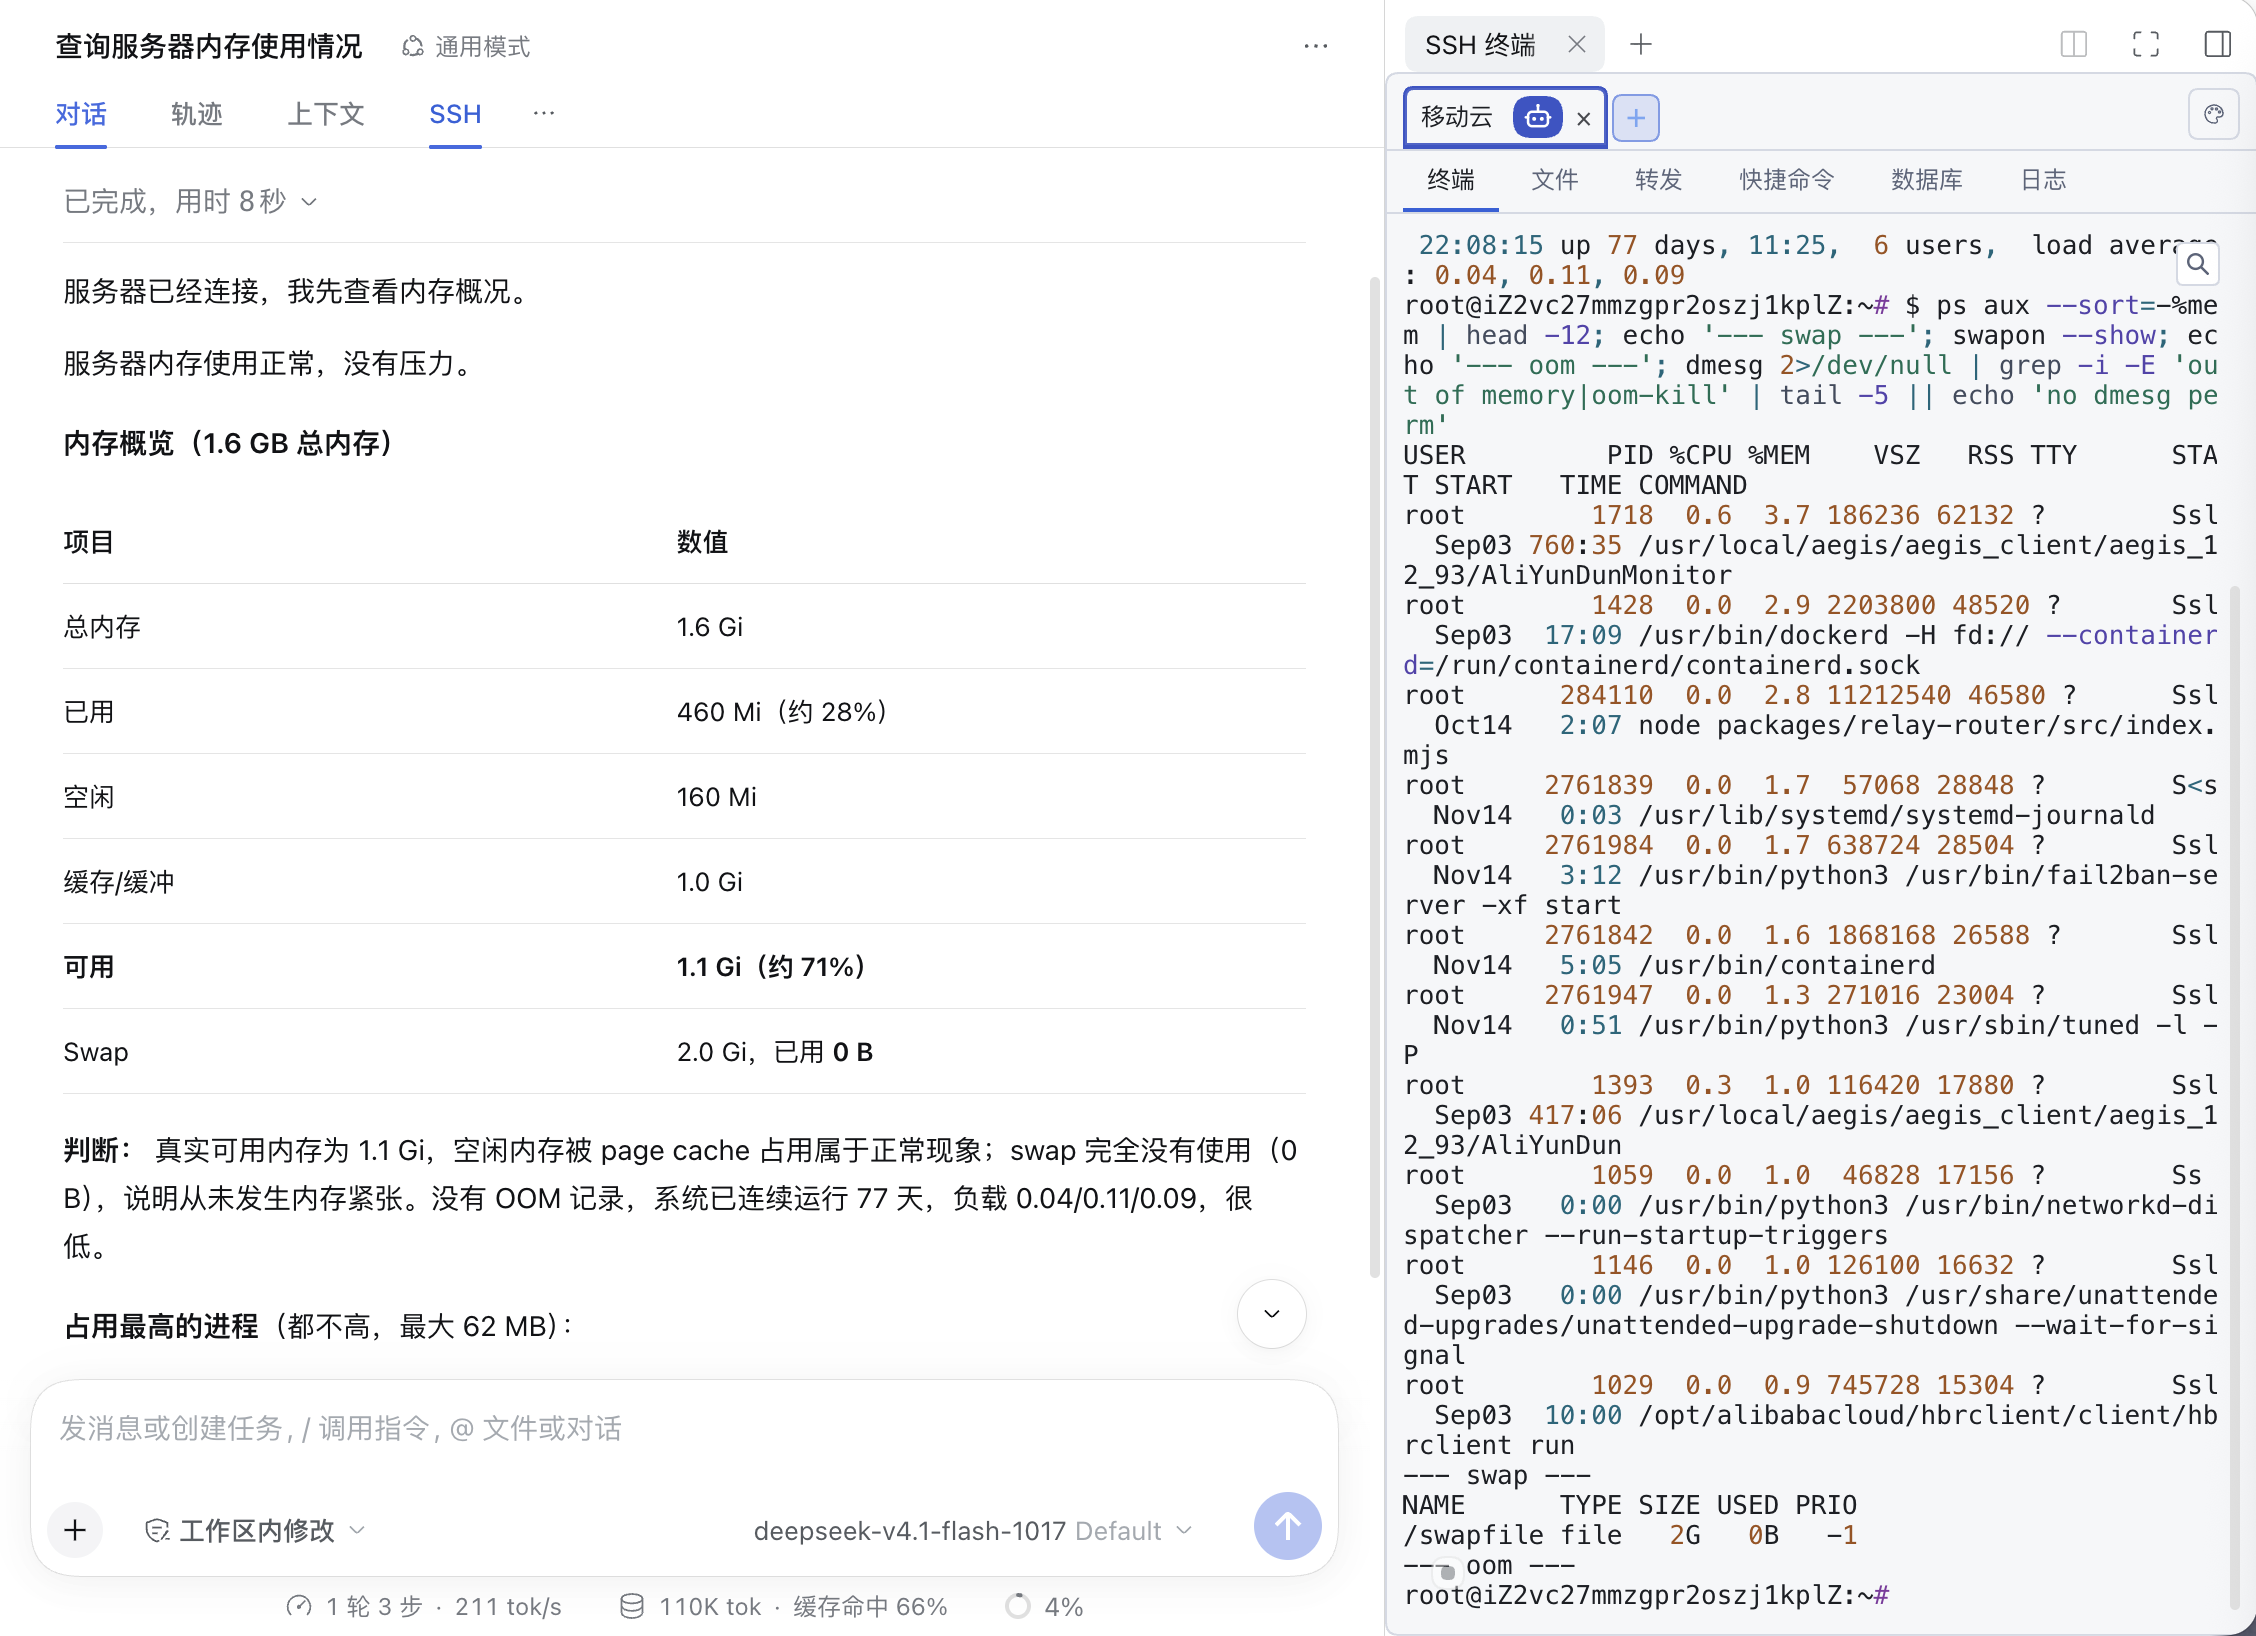 查询服务器内存使用情况 通用模式
对话 轨迹 上下文 SSH ···
已完成，用时 8 秒
服务器已经连接，我先查看内存概况。
服务器内存使用正常，没有压力。
内存概览（1.6 GB 总内存）
项目 数值
总内存 1.6 Gi
已用 460 Mi（约 28%）
空闲 160 Mi
缓存/缓冲 1.0 Gi
可用 1.1 Gi（约 71%）
Swap 2.0 Gi，已用 0 B
判断： 真实可用内存为 1.1 Gi，空闲内存被 page cache 占用属于正常现象；swap 完全没有使用（0
B），说明从未发生内存紧张。没有 OOM 记录，系统已连续运行 77 天，负载 0.04/0.11/0.09，很
低。
占用最高的进程（都不高，最大 62 MB）：
发消息或创建任务, / 调用指令, @ 文件或对话
工作区内修改 deepseek-v4.1-flash-1017 Default
1 轮 3 步 · 211 tok/s 110K tok · 缓存命中 66% 4%
SSH 终端
移动云
终端 文件 转发 快捷命令 数据库 日志
22:08:15 up 77 days, 11:25,  6 users,  load average
: 0.04, 0.11, 0.09
root@iZ2vc27mmzgpr2oszj1kplZ:~# $ ps aux --sort=-%me
m | head -12; echo '--- swap ---'; swapon --show; ec
ho '--- oom ---'; dmesg 2>/dev/null | grep -i -E 'ou
t of memory|oom-kill' | tail -5 || echo 'no dmesg pe
rm'
USER         PID %CPU %MEM    VSZ   RSS TTY      STA
T START   TIME COMMAND
root        1718  0.6  3.7 186236 62132 ?        Ssl
  Sep03 760:35 /usr/local/aegis/aegis_client/aegis_1
2_93/AliYunDunMonitor
root        1428  0.0  2.9 2203800 48520 ?       Ssl
  Sep03  17:09 /usr/bin/dockerd -H fd:// --container
d=/run/containerd/containerd.sock
root      284110  0.0  2.8 11212540 46580 ?      Ssl
  Oct14   2:07 node packages/relay-router/src/index.
mjs
root     2761839  0.0  1.7  57068 28848 ?        S<s
  Nov14   0:03 /usr/lib/systemd/systemd-journald
root     2761984  0.0  1.7 638724 28504 ?        Ssl
  Nov14   3:12 /usr/bin/python3 /usr/bin/fail2ban-se
rver -xf start
root     2761842  0.0  1.6 1868168 26588 ?       Ssl
  Nov14   5:05 /usr/bin/containerd
root     2761947  0.0  1.3 271016 23004 ?        Ssl
  Nov14   0:51 /usr/bin/python3 /usr/sbin/tuned -l -
P
root        1393  0.3  1.0 116420 17880 ?        Ssl
  Sep03 417:06 /usr/local/aegis/aegis_client/aegis_1
2_93/AliYunDun
root        1059  0.0  1.0  46828 17156 ?        Ss
  Sep03   0:00 /usr/bin/python3 /usr/bin/networkd-di
spatcher --run-startup-triggers
root        1146  0.0  1.0 126100 16632 ?        Ssl
  Sep03   0:00 /usr/bin/python3 /usr/share/unattende
d-upgrades/unattended-upgrade-shutdown --wait-for-si
gnal
root        1029  0.0  0.9 745728 15304 ?        Ssl
  Sep03  10:00 /opt/alibabacloud/hbrclient/client/hb
rclient run
--- swap ---
NAME      TYPE SIZE USED PRIO
/swapfile file   2G   0B   -1
--- oom ---
root@iZ2vc27mmzgpr2oszj1kplZ:~#